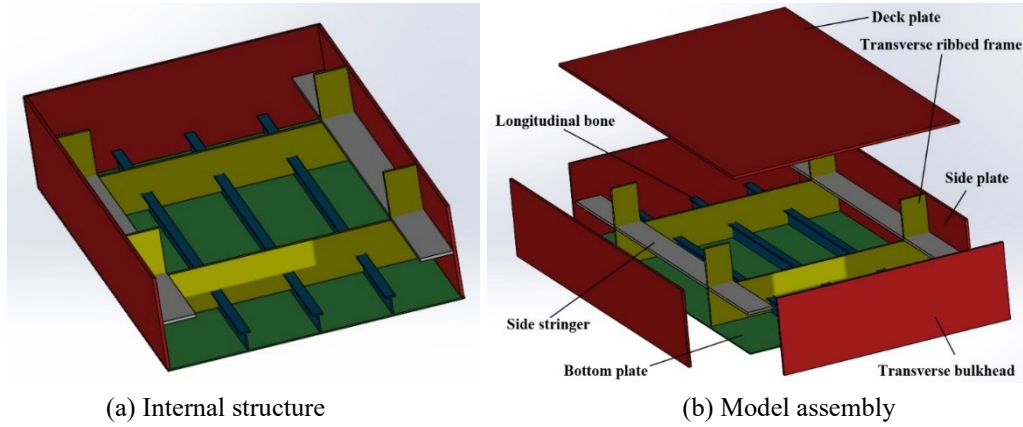 Deck plate
Transverse ribbed frame
Longitudinal bone
Side plate
Side stringer
Bottom plate
Transverse bulkhead
(a) Internal structure
(b) Model assembly